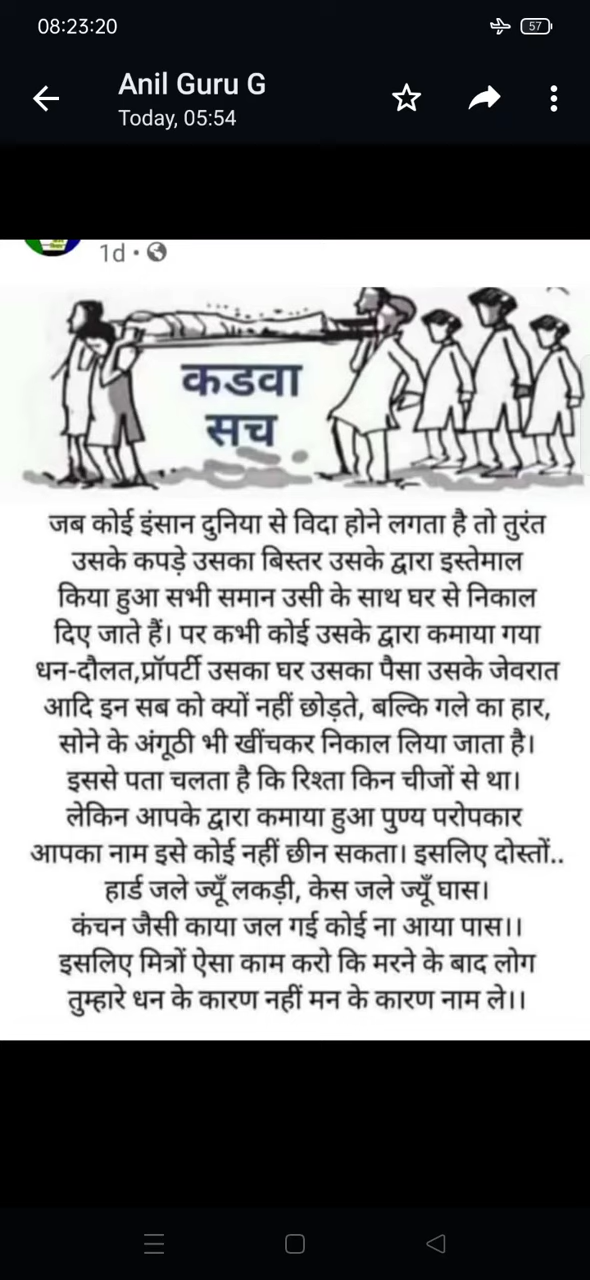 08:23:20
57
Anil Guru G
Today, 05:54
1d •
कडवा
सच
जब कोई इंसान दुनिया से विदा होने लगता है तो तुरंत
उसके कपड़े उसका बिस्तर उसके द्वारा इस्तेमाल
किया हुआ सभी समान उसी के साथ घर से निकाल
दिए जाते हैं। पर कभी कोई उसके द्वारा कमाया गया
धन-दौलत,प्रॉपर्टी उसका घर उसका पैसा उसके जेवरात
आदि इन सब को क्यों नहीं छोड़ते, बल्कि गले का हार,
सोने के अंगूठी भी खींचकर निकाल लिया जाता है।
इससे पता चलता है कि रिश्ता किन चीजों से था।
लेकिन आपके द्वारा कमाया हुआ पुण्य परोपकार
आपका नाम इसे कोई नहीं छीन सकता। इसलिए दोस्तों..
हार्ड जले ज्यूँ लकड़ी, केस जले ज्यूँ घास।
कंचन जैसी काया जल गई कोई ना आया पास।।
इसलिए मित्रों ऐसा काम करो कि मरने के बाद लोग
तुम्हारे धन के कारण नहीं मन के कारण नाम ले।।